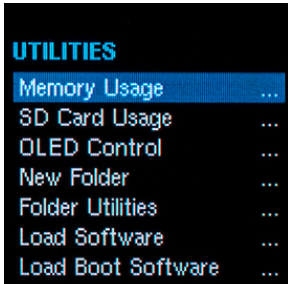 UTILITIES
Memory Usage ...
SD Card Usage ...
OLED Control ...
New Folder ...
Folder Utilities ...
Load Software ...
Load Boot Software ...